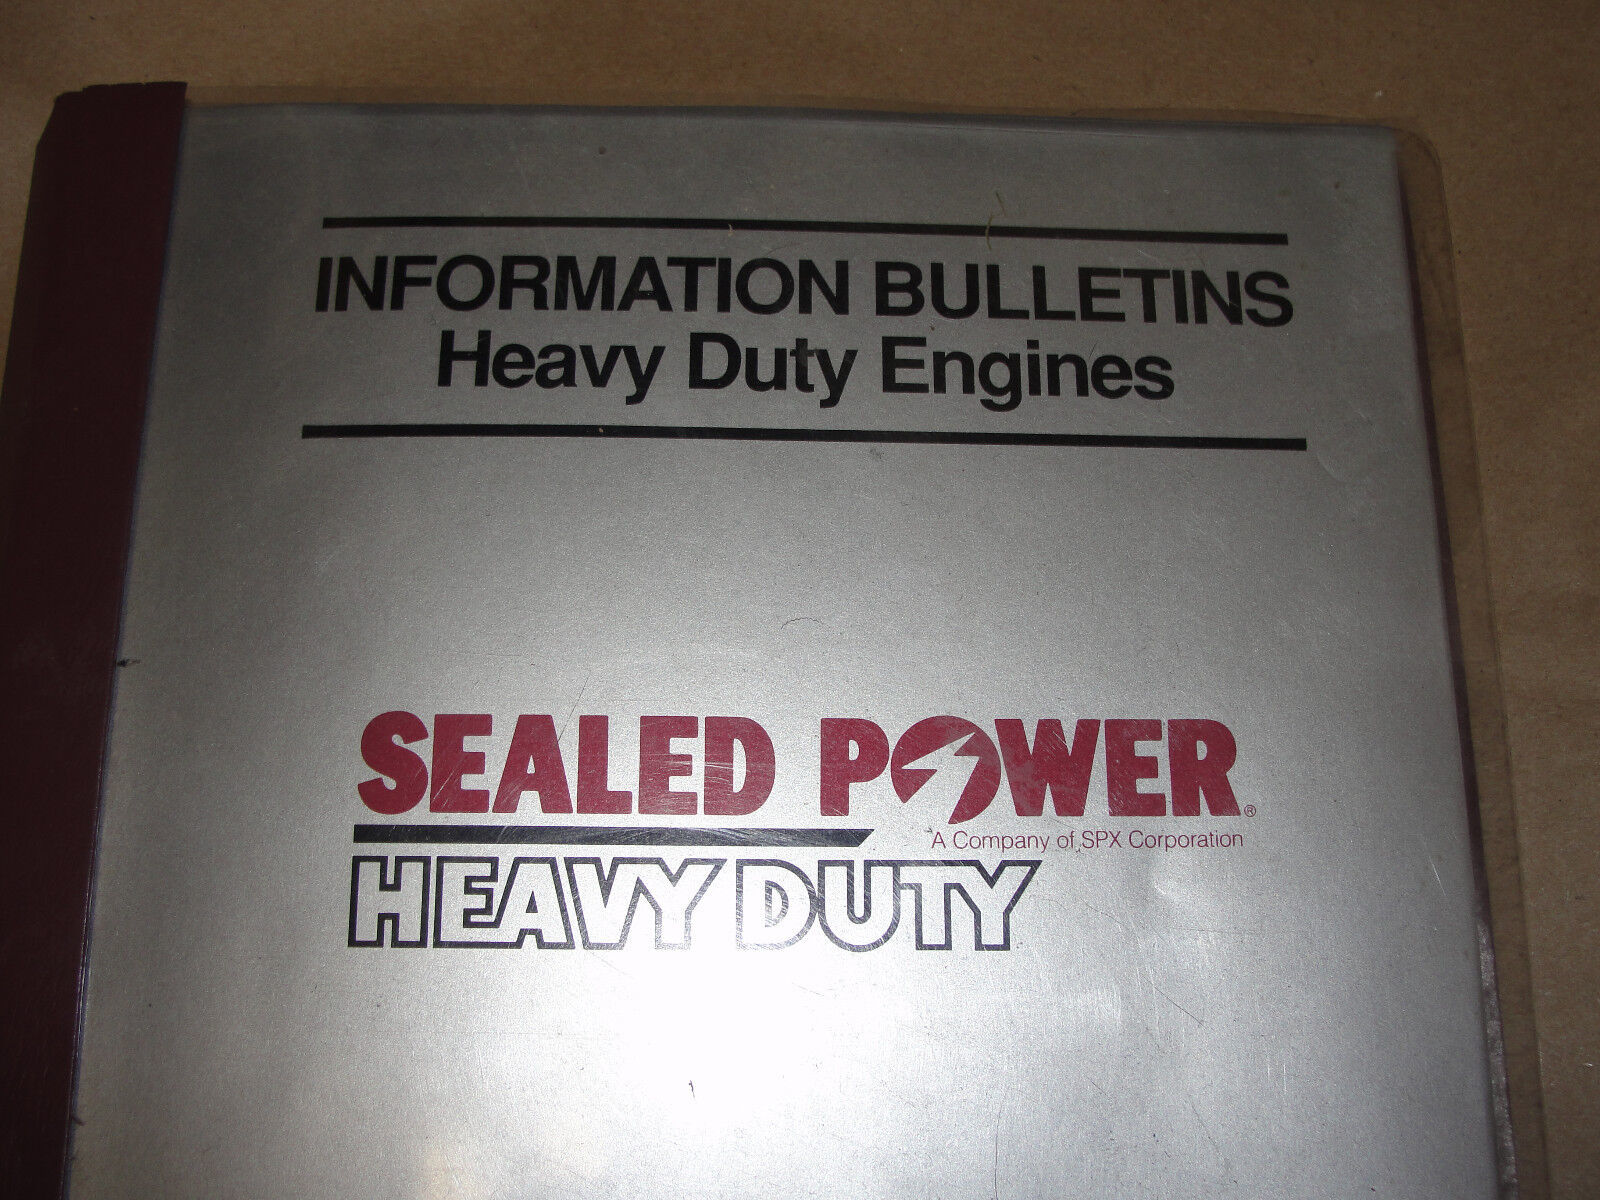 INFORMATION BULLETINS
Heavy Duty Engines
SEALED POWER®
A Company of SPX Corporation
HEAVY DUTY